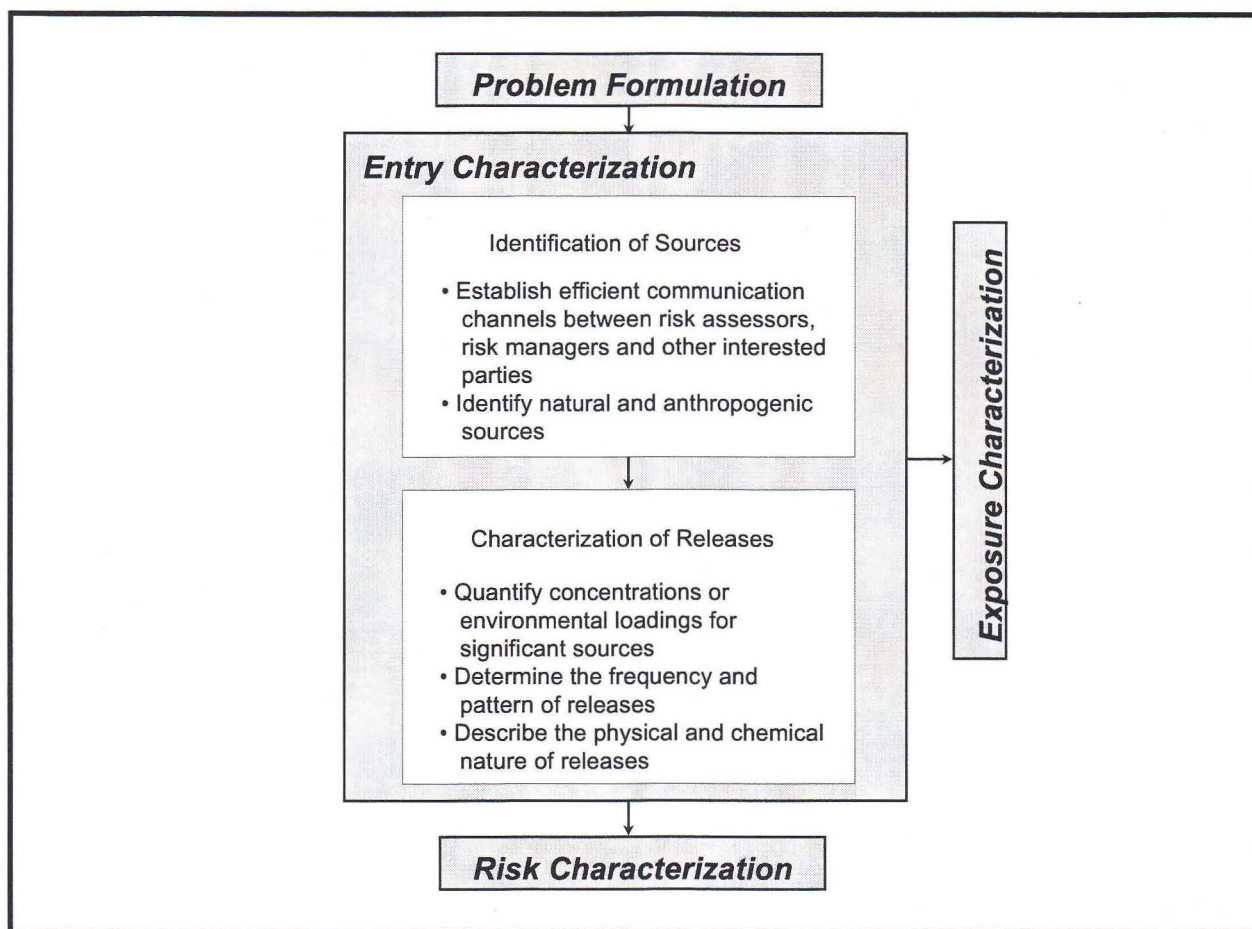 Problem Formulation
Entry Characterization
Identification of Sources
• Establish efficient communication
channels between risk assessors,
risk managers and other interested
parties
• Identify natural and anthropogenic
sources
Characterization of Releases
• Quantify concentrations or
environmental loadings for
significant sources
• Determine the frequency and
pattern of releases
• Describe the physical and chemical
nature of releases
Exposure Characterization
Risk Characterization